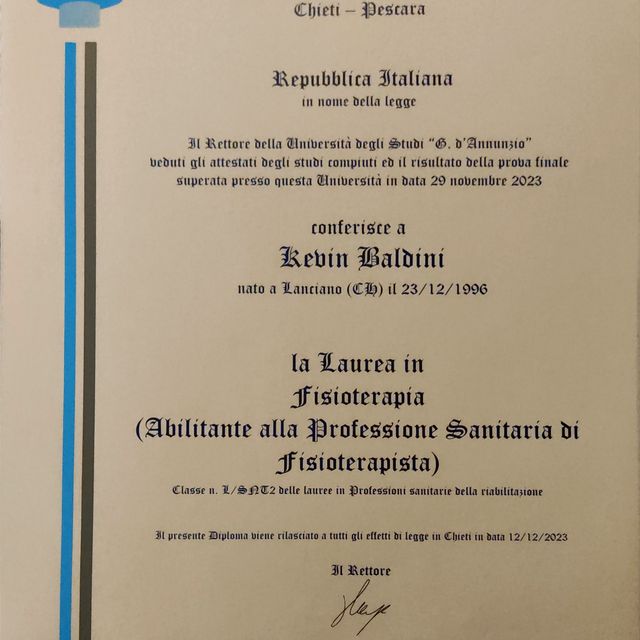 Chieti – Pescara
Repubblica Italiana
in nome della legge
Il Rettore della Università degli Studi "G. d'Annunzio"
veduti gli attestati degli studi compiuti ed il risultato della prova finale
superata presso questa Università in data 29 novembre 2023
conferisce a
Kevin Baldini
nato a Lanciano (CH) il 23/12/1996
la Laurea in
Fisioterapia
(Abilitante alla Professione Sanitaria di
Fisioterapista)
Classe n. L/SNT2 delle lauree in Professioni sanitarie della riabilitazione
Il presente Diploma viene rilasciato a tutti gli effetti di legge in Chieti in data 12/12/2023
Il Rettore